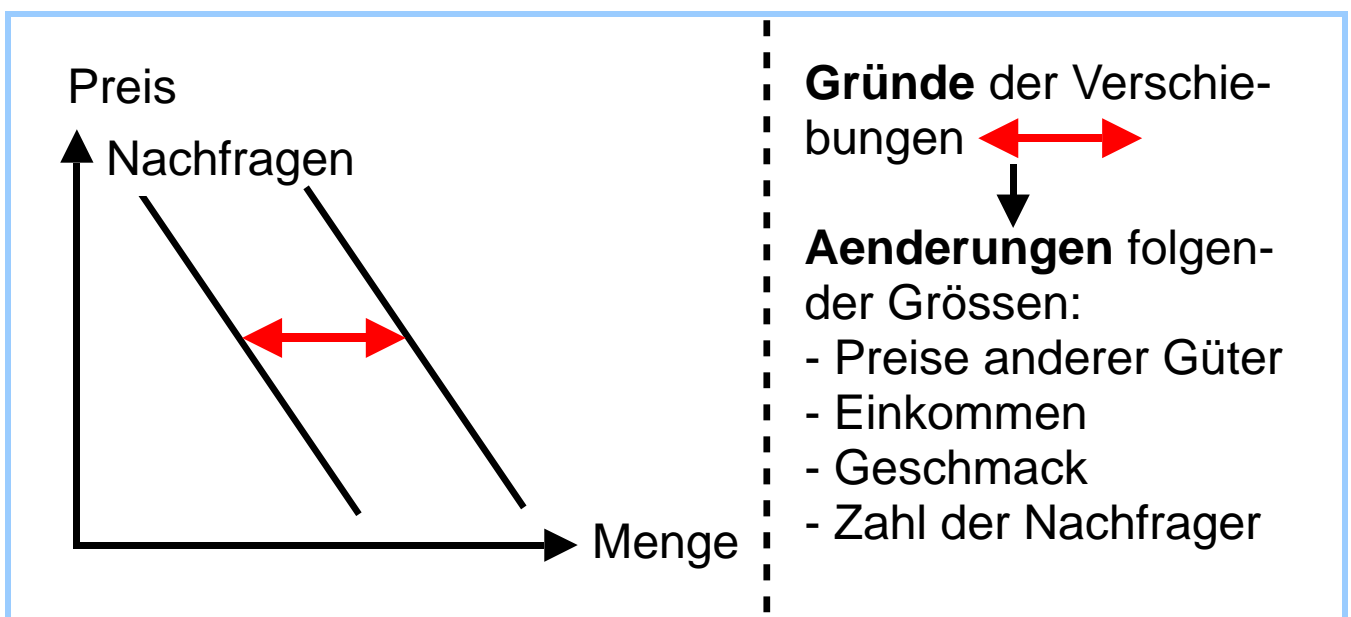 Preis
Nachfragen
Menge
Gründe der Verschie-
bungen
Aenderungen folgen-
der Grössen:
- Preise anderer Güter
- Einkommen
- Geschmack
- Zahl der Nachfrager